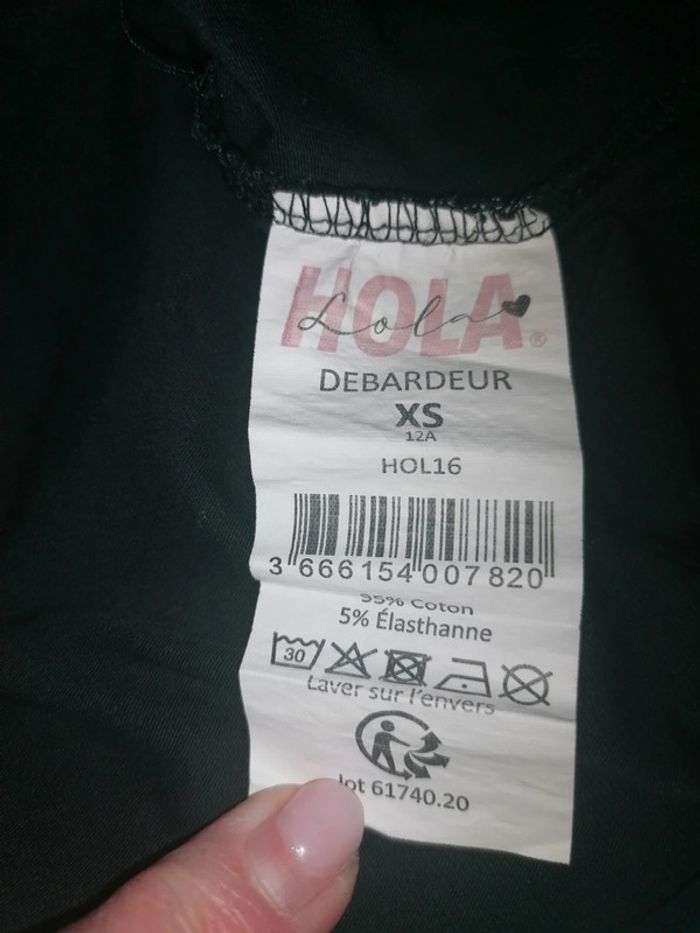 HOLA
Lola
®
DEBARDEUR
XS
12A
HOL16
3 666154 007820
95% Coton
5% Élasthanne
30
Laver sur l'envers
lot 61740.20